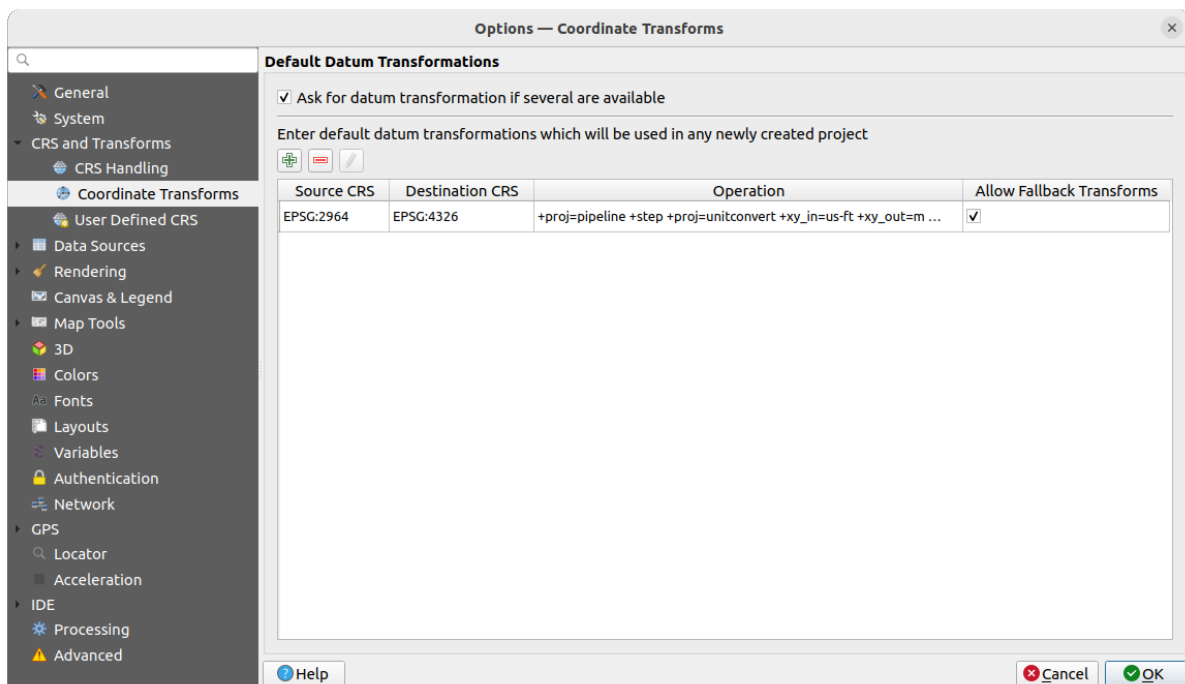 Options — Coordinate Transforms
General
System
CRS and Transforms
CRS Handling
Coordinate Transforms
User Defined CRS
Data Sources
Rendering
Canvas & Legend
Map Tools
3D
Colors
Fonts
Layouts
Variables
Authentication
Network
GPS
Locator
Acceleration
IDE
Processing
Advanced
Default Datum Transformations
Ask for datum transformation if several are available
Enter default datum transformations which will be used in any newly created project
Source CRS Destination CRS Operation Allow Fallback Transforms
EPSG:2964 EPSG:4326 +proj=pipeline +step +proj=unitconvert +xy_in=us-ft +xy_out=m ...
Help Cancel OK